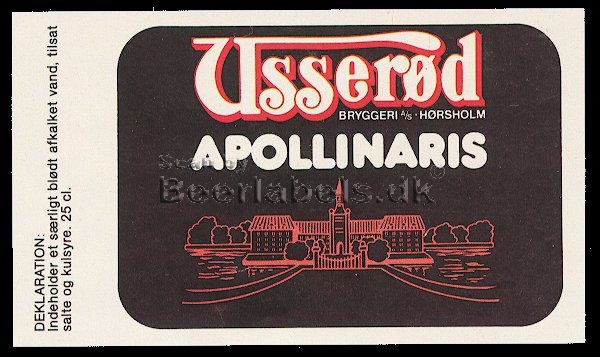 DEKLARATION:
Indeholder et særligt blødt afkalket vand, tilsat
salte og kulsyre. 25 cl.
Usserød
BRYGGERI A/S · HØRSHOLM
APOLLINARIS
Scan by
Beerlabels.dk
©